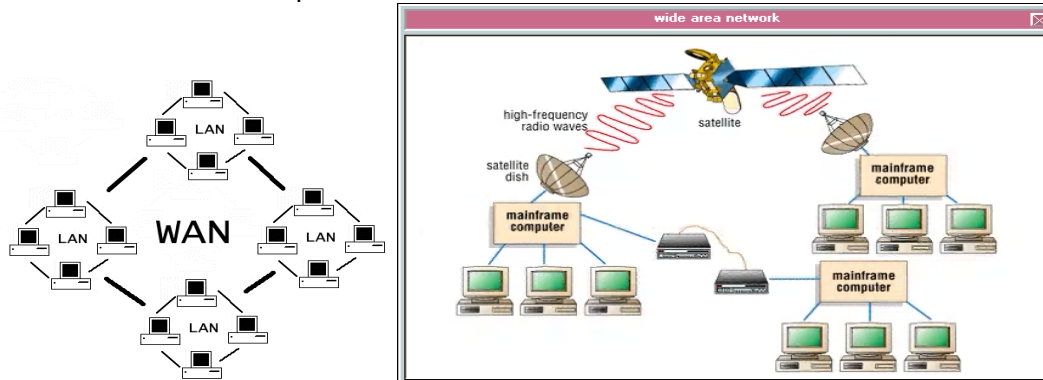 LAN
LAN
WAN
LAN
LAN
wide area network
high-frequency
radio waves
satellite
satellite
dish
mainframe
computer
mainframe
computer
mainframe
computer